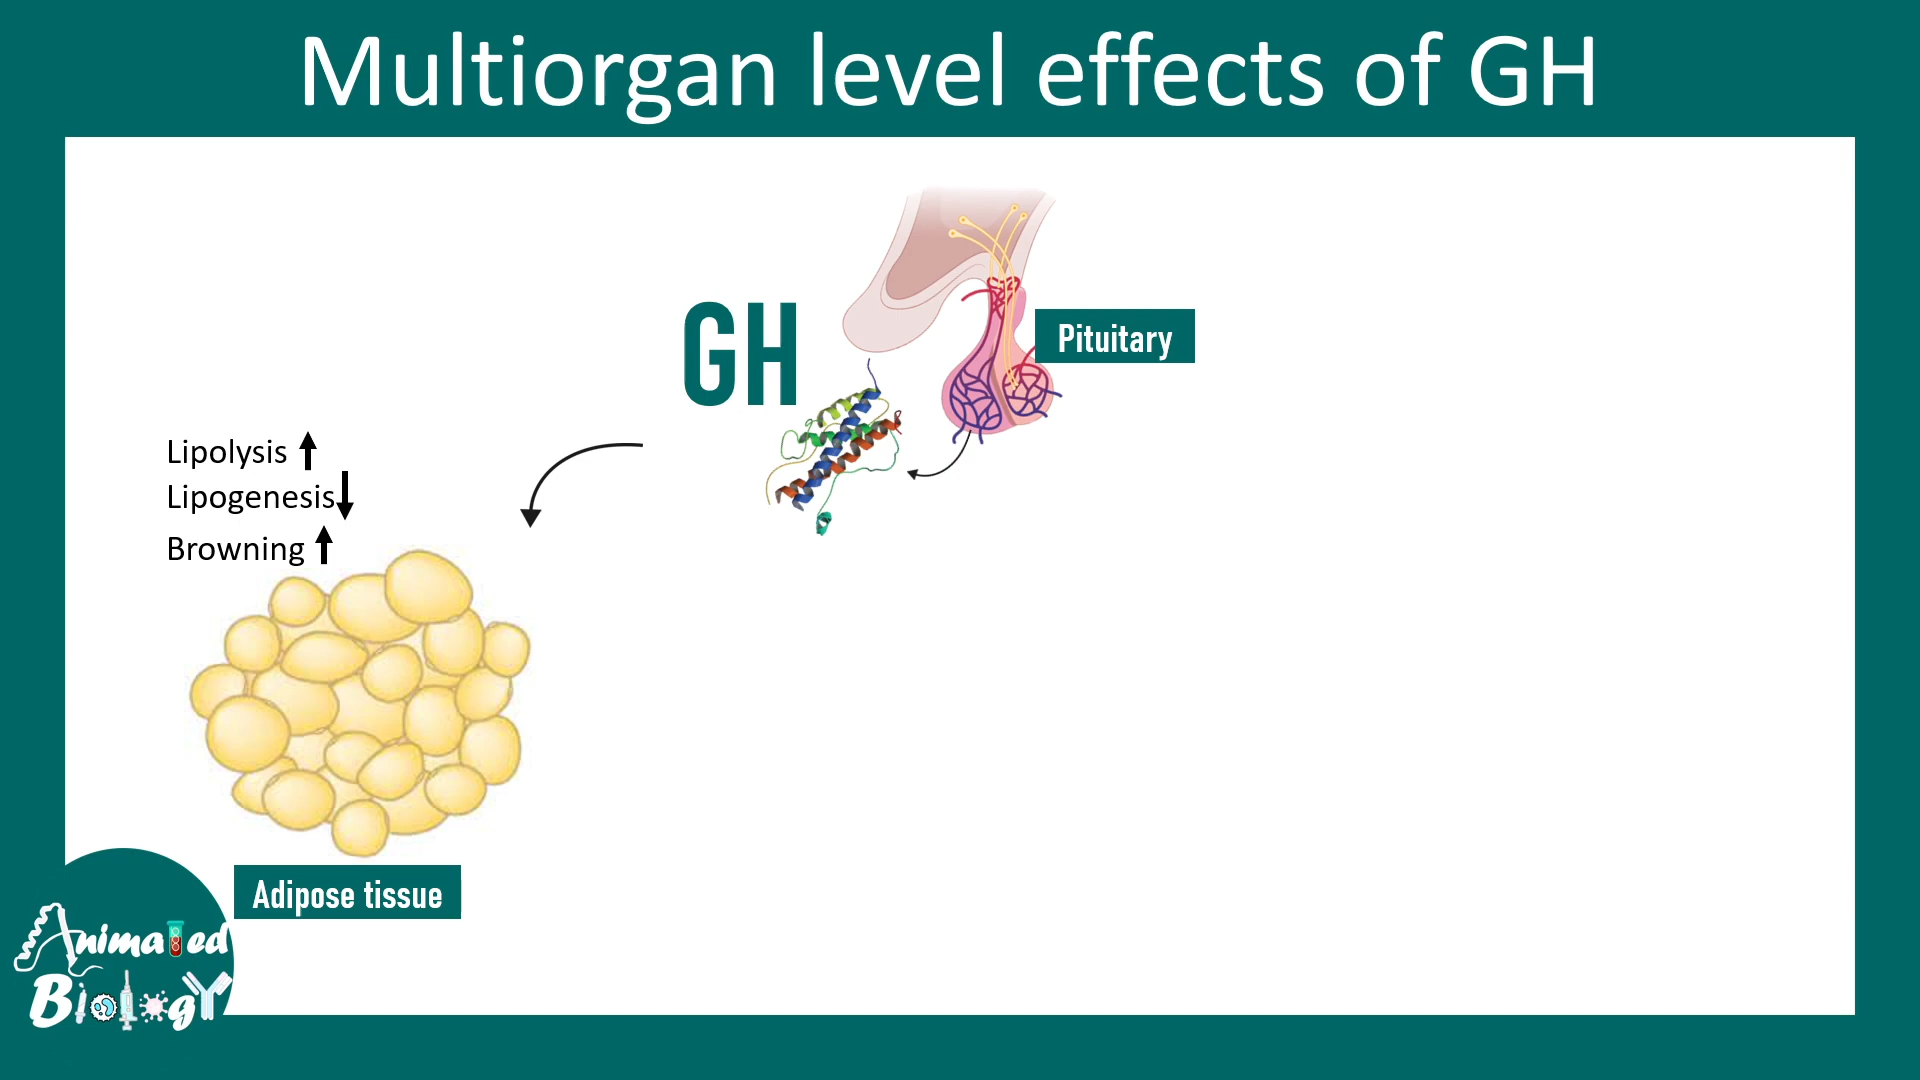 Multiorgan level effects of GH
GH
Pituitary
Lipolysis
Lipogenesis
Browning
Adipose tissue
Animated
Biology